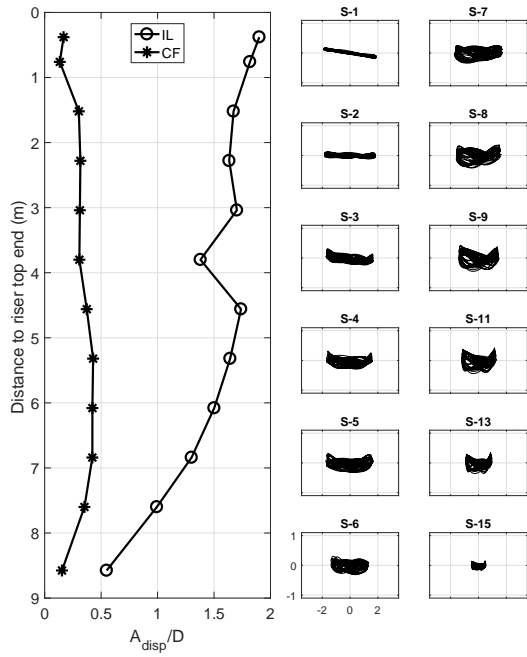 IL
CF
0
1
2
3
4
5
6
7
8
9
Distance to riser top end (m)
0
0.5
1
1.5
2
A_disp/D
S-1
S-7
S-2
S-8
S-3
S-9
S-4
S-11
S-5
S-13
S-6
S-15
1
0
-1
-2
0
2